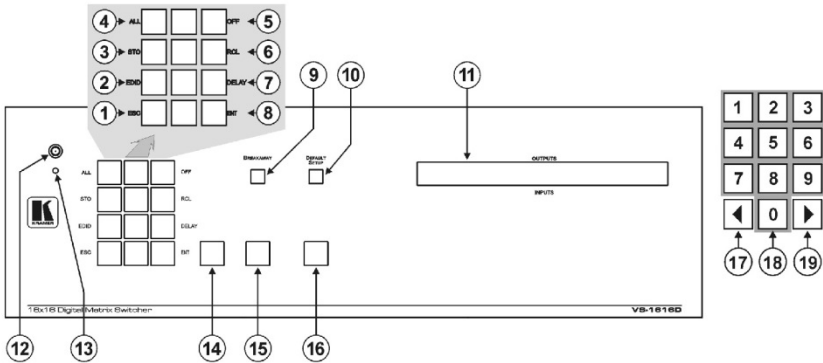 4 ALL OFF 5
3 STO RCL 6
2 EDID DELAY 7
1 ESC ENT 8
9 10 11
BREAKAWAY
DEFAULT SETUP
OUTPUTS
INPUTS
ALL OFF
STO RCL
EDID DELAY
ESC ENT
KRAMER
16x16 Digital Matrix Switcher
VS-1616D
12 13 14 15 16
1 2 3
4 5 6
7 8 9
0
17 18 19